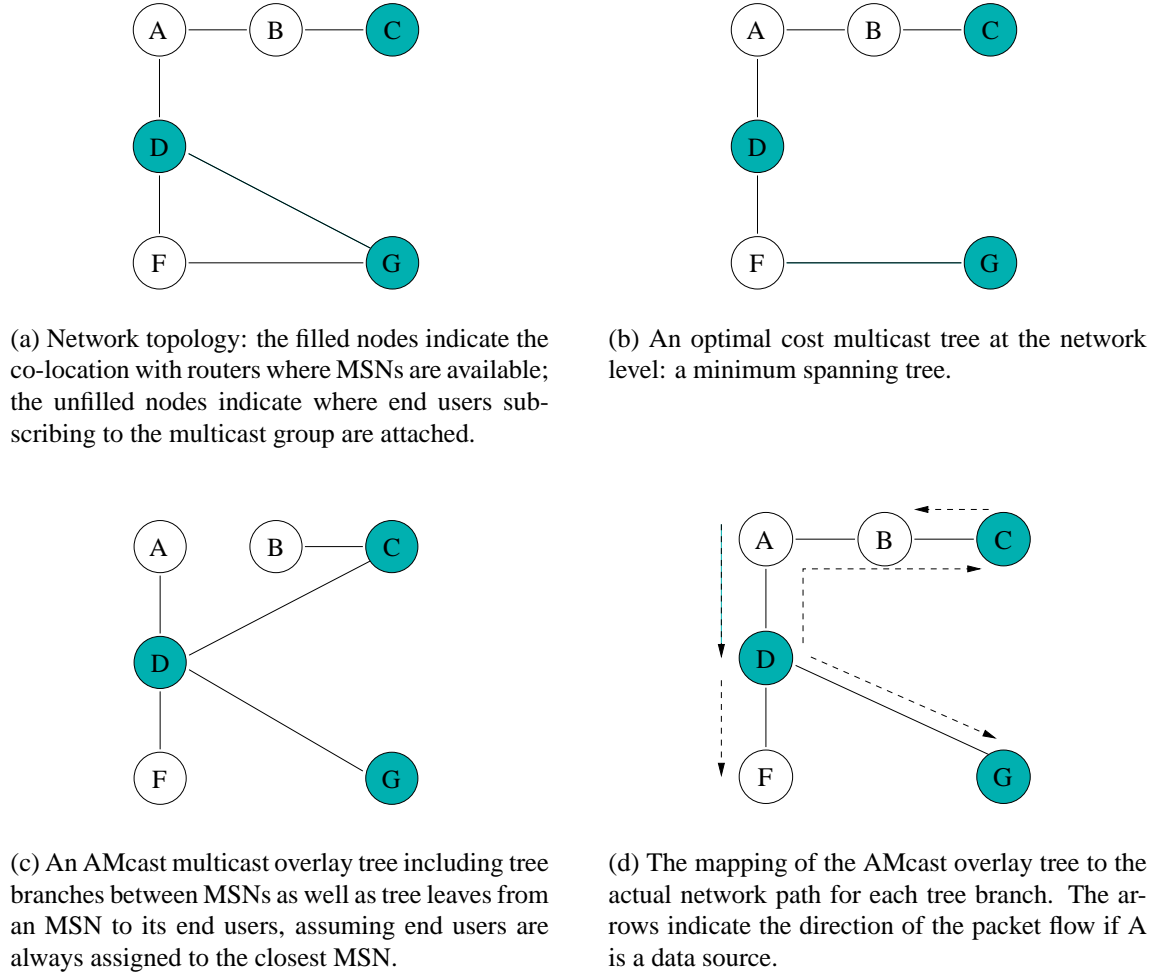 A B C
D
F G
(a) Network topology: the filled nodes indicate the
co-location with routers where MSNs are available;
the unfilled nodes indicate where end users sub-
scribing to the multicast group are attached.
A B C
D
F G
(b) An optimal cost multicast tree at the network
level: a minimum spanning tree.
A B C
D
F G
(c) An AMcast multicast overlay tree including tree
branches between MSNs as well as tree leaves from
an MSN to its end users, assuming end users are
always assigned to the closest MSN.
A B C
D
F G
(d) The mapping of the AMcast overlay tree to the
actual network path for each tree branch. The ar-
rows indicate the direction of the packet flow if A
is a data source.